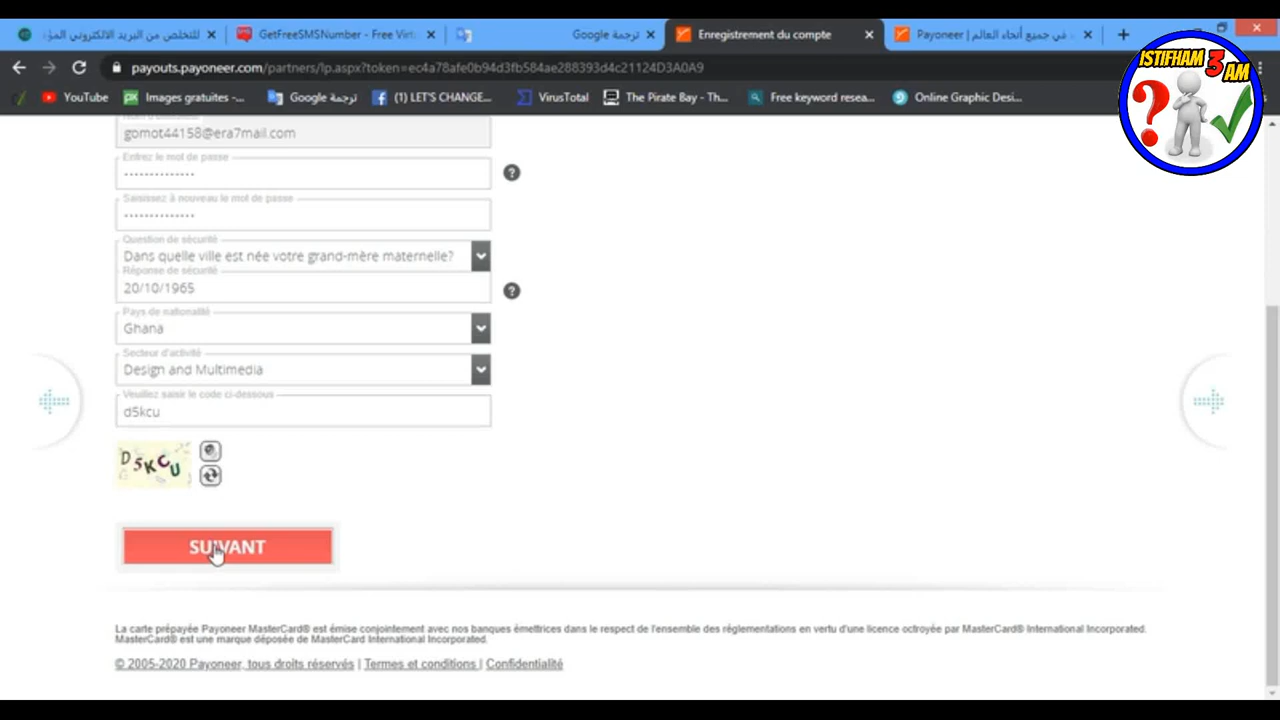 للتخلص من البريد الالكتروني المؤ
GetFreeSMSNumber - Free Virt
ترجمة Google
Enregistrement du compte
Payoneer | في جميع أنحاء العالم
payouts.payoneer.com/partners/lp.aspx?token=
YouTube
Images gratuites -...
ترجمة Google
(1) LET'S CHANGE...
VirusTotal
The Pirate Bay - Th...
Free keyword resea...
Online Graphic Desi...
ISTIFHAM 3 AM
?
Nom d'utilisateur
gomot44158@era7mail.com
Entrez le mot de passe
••••••••••••••
?
Saisissez à nouveau le mot de passe
••••••••••••••
Question de sécurité
Dans quelle ville est née votre grand-mère maternelle?
Réponse de sécurité
20/10/1965
?
Pays de nationalité
Ghana
Secteur d'activité
Design and Multimedia
Veuillez saisir le code ci-dessous
d5kcu
D5KCU
SUIVANT
La carte prépayée Payoneer MasterCard® est émise conjointement avec nos banques émettrices dans le respect de l'ensemble des réglementations en vertu d'une licence octroyée par MasterCard® International Incorporated.
MasterCard® est une marque déposée de MasterCard International Incorporated.
© 2005-2020 Payoneer, tous droits réservés | Termes et conditions | Confidentialité